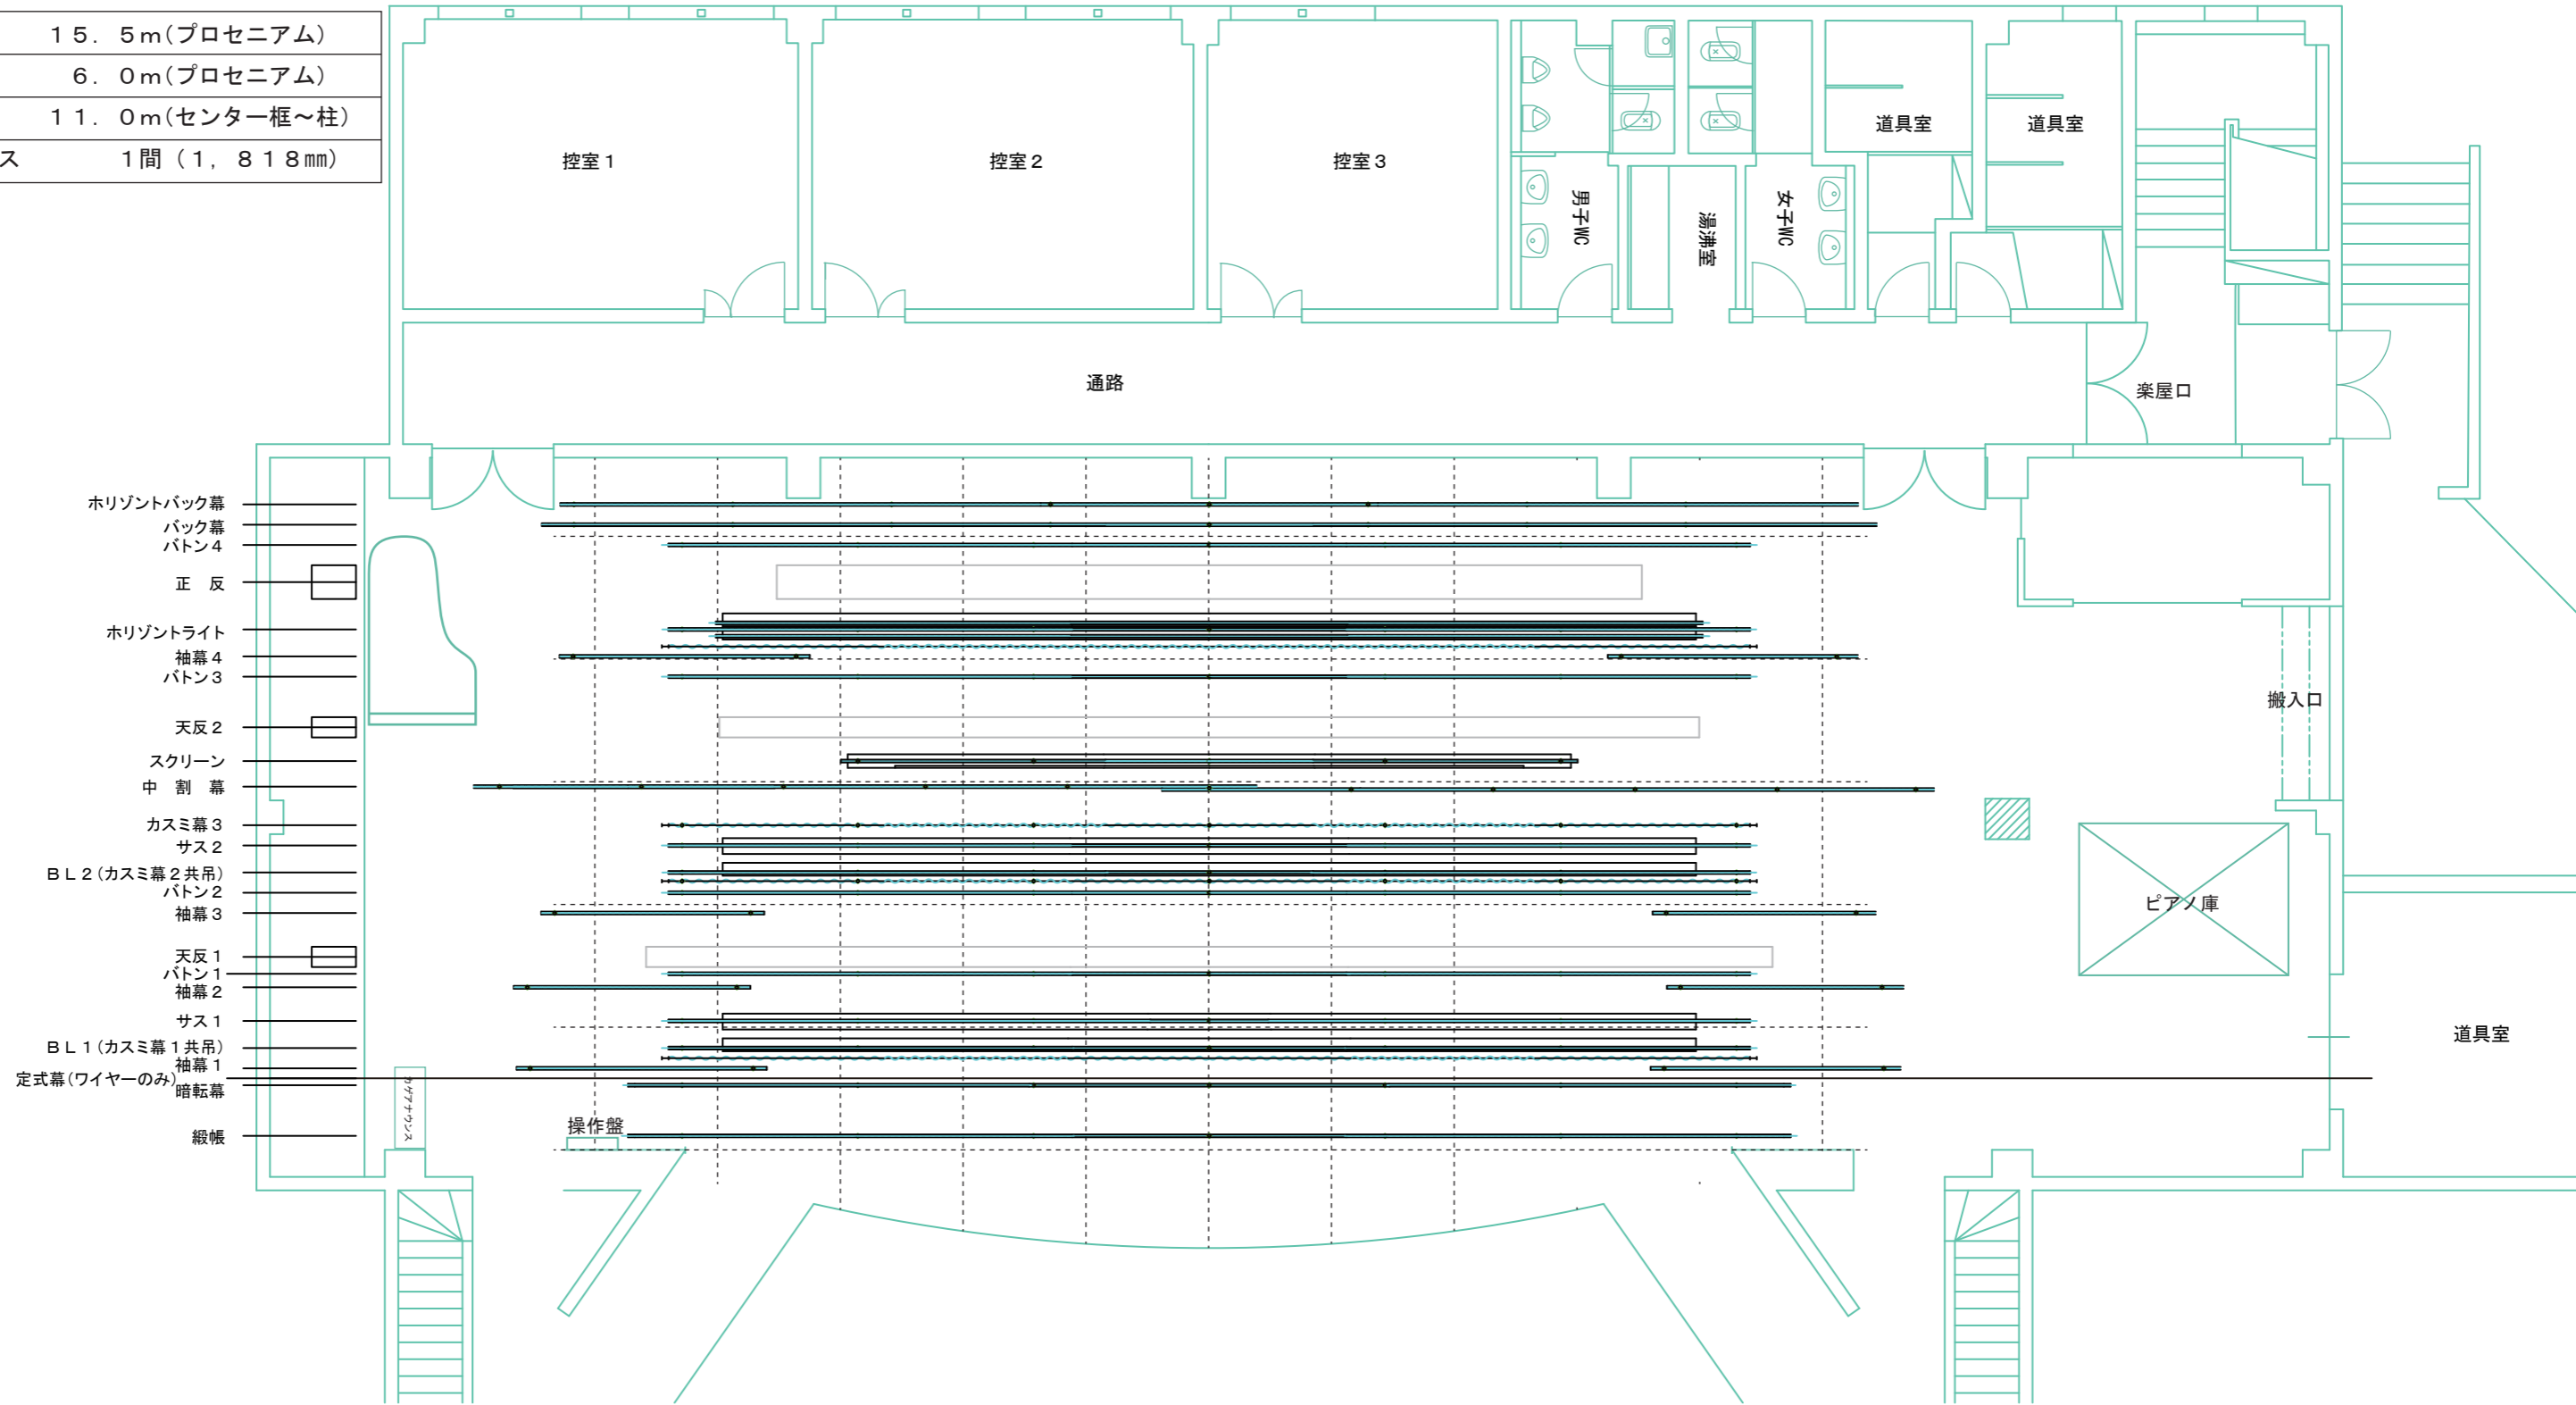 １５．５ｍ(プロセニアム)
６．０ｍ(プロセニアム)
１１．０ｍ(センター框～柱)
ス　１間（１，８１８㎜）
控室１
控室２
控室３
男子WC
湯沸室
女子WC
道具室
道具室
通路
楽屋口
ホリゾントバック幕
バック幕
バトン４
正　反
ホリゾントライト
袖幕４
バトン３
天反２
スクリーン
中　割　幕
カスミ幕３
サス２
ＢＬ２(カスミ幕２共吊)
バトン２
袖幕３
天反１
バトン１
袖幕２
サス１
ＢＬ１(カスミ幕１共吊)
袖幕１
定式幕(ワイヤーのみ)
暗転幕
緞帳
カゲアナウンス
操作盤
搬入口
ピアノ庫
道具室